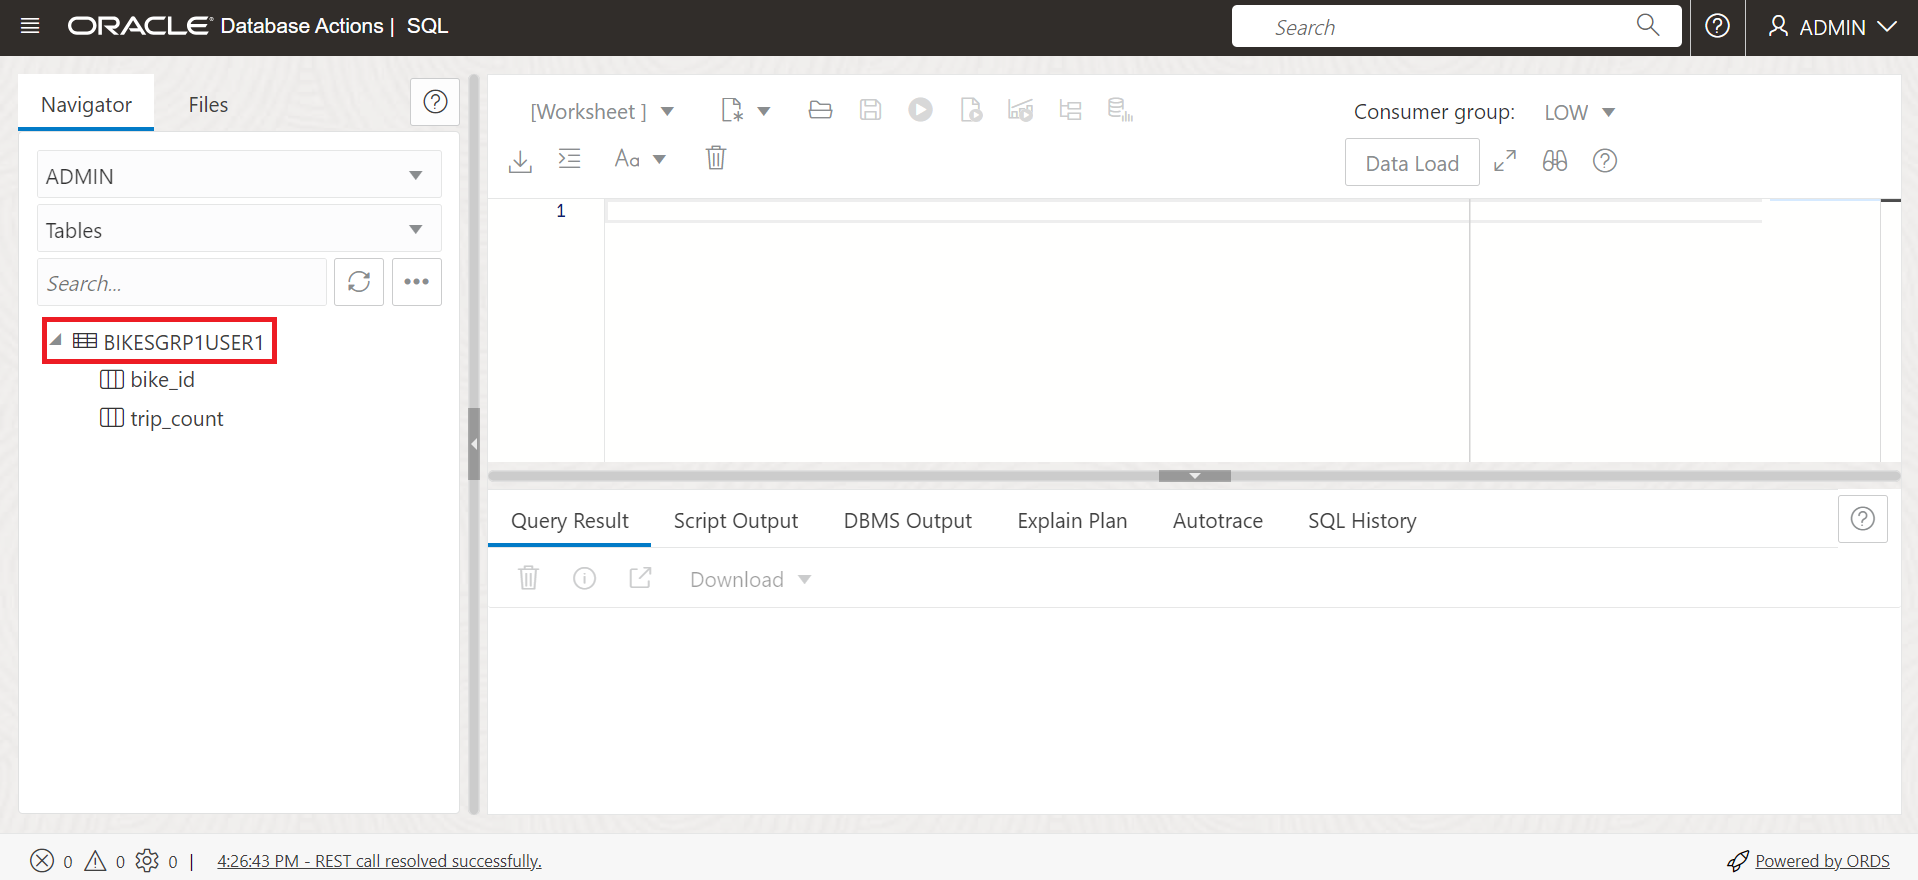 ORACLE Database Actions | SQL
Search
ADMIN
Navigator Files
ADMIN
Tables
Search...
BIKESGRP1USER1
bike_id
trip_count
[Worksheet ]
Aa
Consumer group: LOW
Data Load
1
Query Result Script Output DBMS Output Explain Plan Autotrace SQL History
Download
0 0 0 | 4:26:43 PM - REST call resolved successfully.
Powered by ORDS